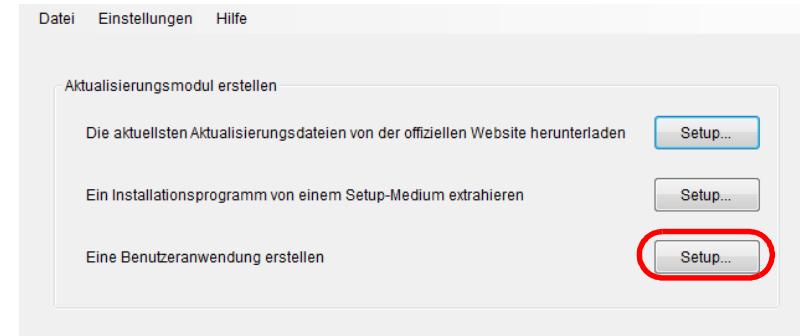 Datei Einstellungen Hilfe
Aktualisierungsmodul erstellen
Die aktuellsten Aktualisierungsdateien von der offiziellen Website herunterladen Setup...
Ein Installationsprogramm von einem Setup-Medium extrahieren Setup...
Eine Benutzeranwendung erstellen Setup...